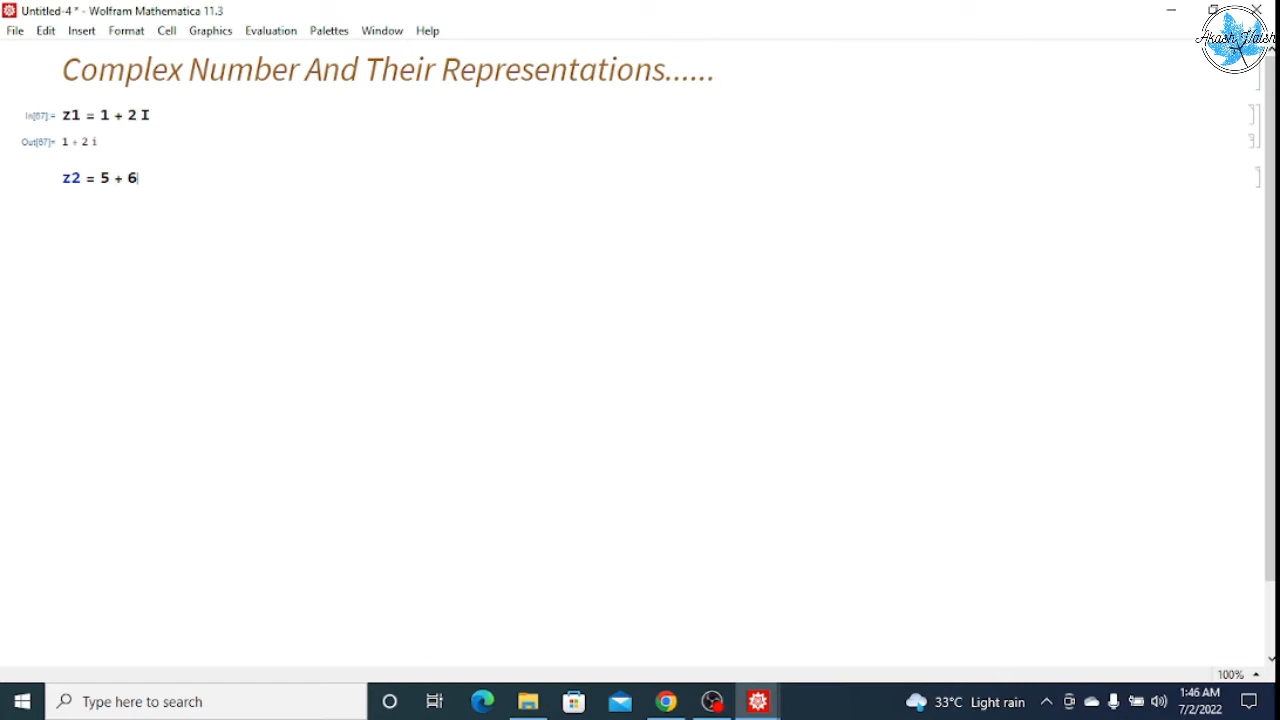 Untitled-4 * - Wolfram Mathematica 11.3
File Edit Insert Format Cell Graphics Evaluation Palettes Window Help
Complex Number And Their Representations......
In[87]:= z1 = 1 + 2 I
Out[87]= 1 + 2 i
z2 = 5 + 6
100%
Type here to search
33°C Light rain
1:46 AM
7/2/2022